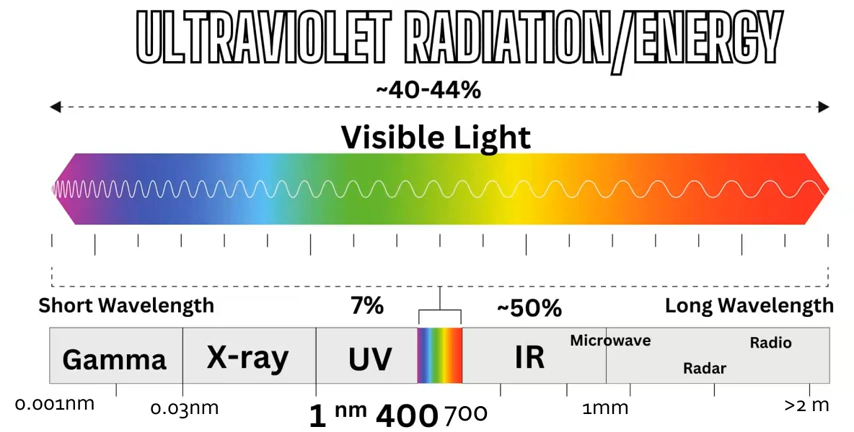 ULTRAVIOLET RADIATION/ENERGY
~40-44%
Visible Light
Short Wavelength 7% ~50% Long Wavelength
Gamma X-ray UV IR Microwave Radar Radio
0.001nm 0.03nm 1 nm 400 700 1mm >2 m